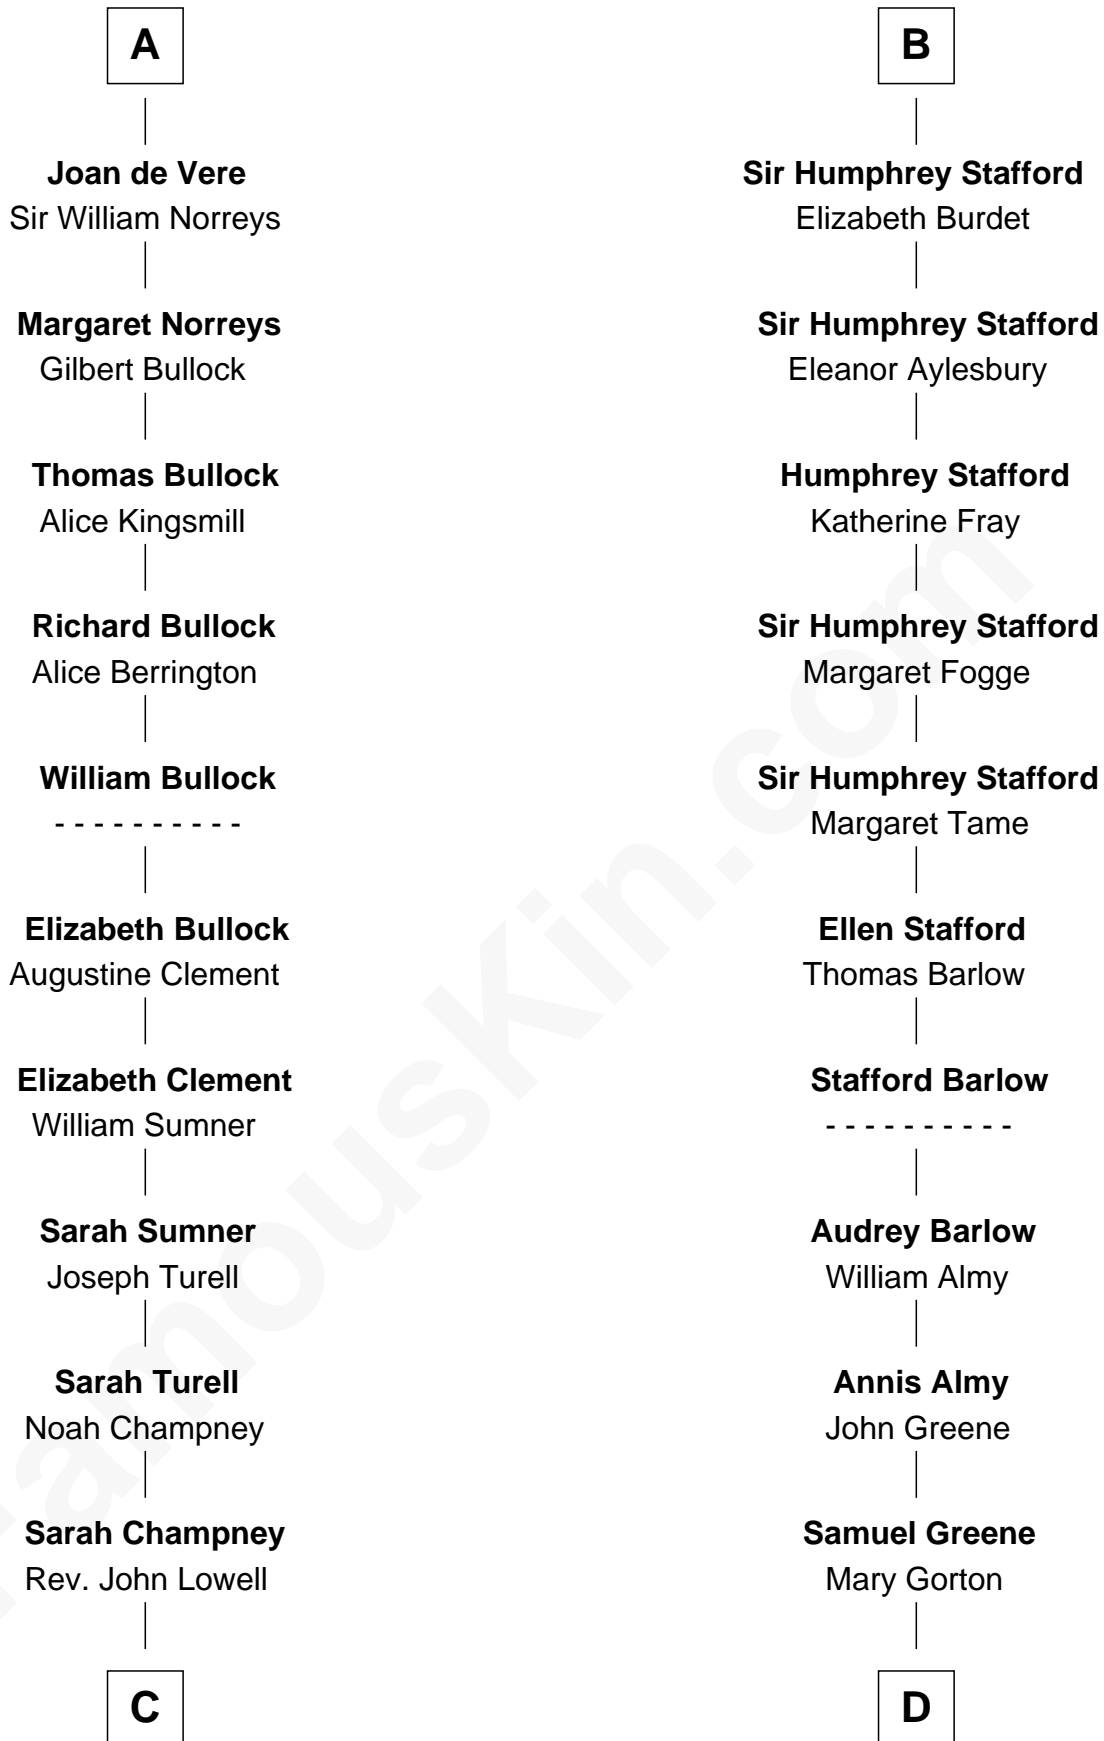 A
Joan de Vere
Sir William Norreys
Margaret Norreys
Gilbert Bullock
Thomas Bullock
Alice Kingsmill
Richard Bullock
Alice Berrington
William Bullock
- - - - - - - - - -
Elizabeth Bullock
Augustine Clement
Elizabeth Clement
William Sumner
Sarah Sumner
Joseph Turell
Sarah Turell
Noah Champney
Sarah Champney
Rev. John Lowell
C
B
Sir Humphrey Stafford
Elizabeth Burdet
Sir Humphrey Stafford
Eleanor Aylesbury
Humphrey Stafford
Katherine Fray
Sir Humphrey Stafford
Margaret Fogge
Sir Humphrey Stafford
Margaret Tame
Ellen Stafford
Thomas Barlow
Stafford Barlow
- - - - - - - - - -
Audrey Barlow
William Almy
Annis Almy
John Greene
Samuel Greene
Mary Gorton
D
FamousKin.com